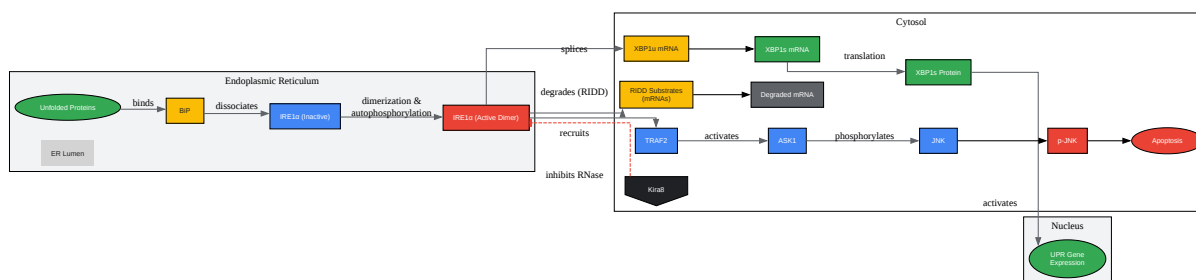 Cytosol
splices
XBP1u mRNA
XBP1s mRNA
translation
XBP1s Protein
Endoplasmic Reticulum
Unfolded Proteins
binds
BiP
dissociates
IRE1α (Inactive)
dimerization &
autophosphorylation
IRE1α (Active Dimer)
ER Lumen
degrades (RIDD)
RIDD Substrates
(mRNAs)
Degraded mRNA
recruits
TRAF2
activates
ASK1
phosphorylates
JNK
p-JNK
Apoptosis
inhibits RNase
Kira8
activates
Nucleus
UPR Gene
Expression